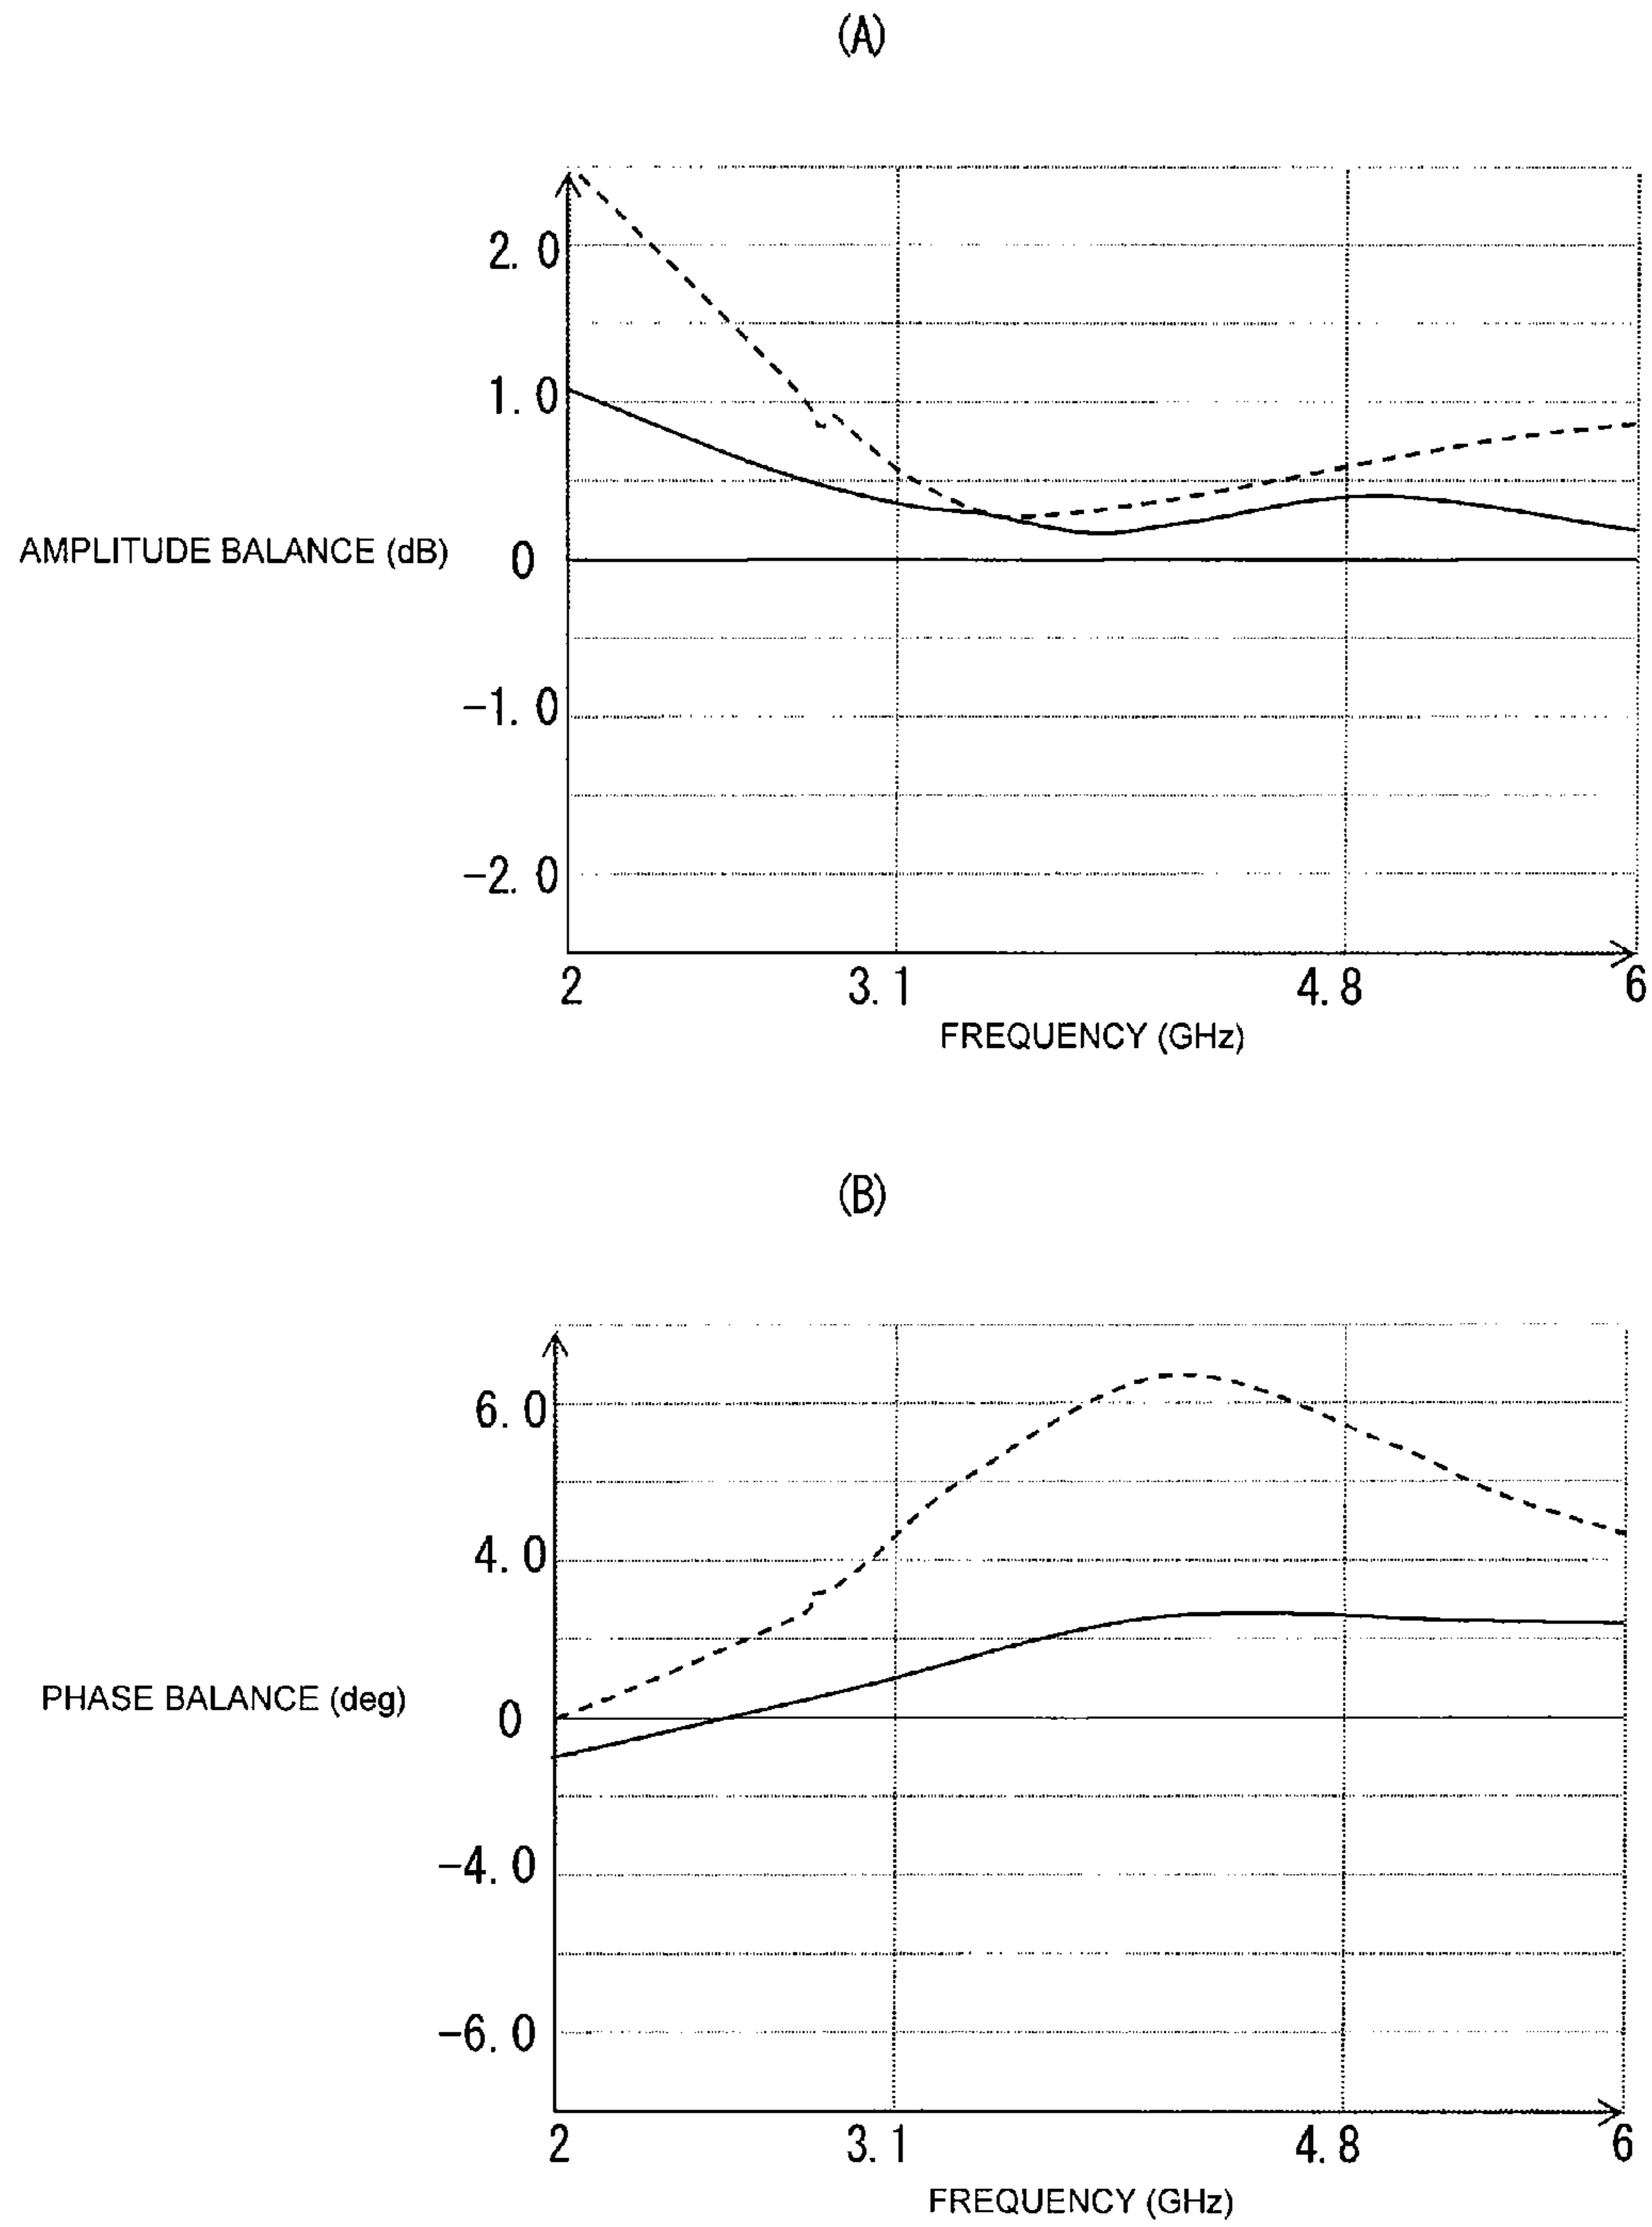 (A)
2.0
1.0
AMPLITUDE BALANCE (dB)
0
-1.0
-2.0
2 3.1 4.8 6
FREQUENCY (GHz)
(B)
6.0
4.0
PHASE BALANCE (deg)
0
-4.0
-6.0
2 3.1 4.8 6
FREQUENCY (GHz)